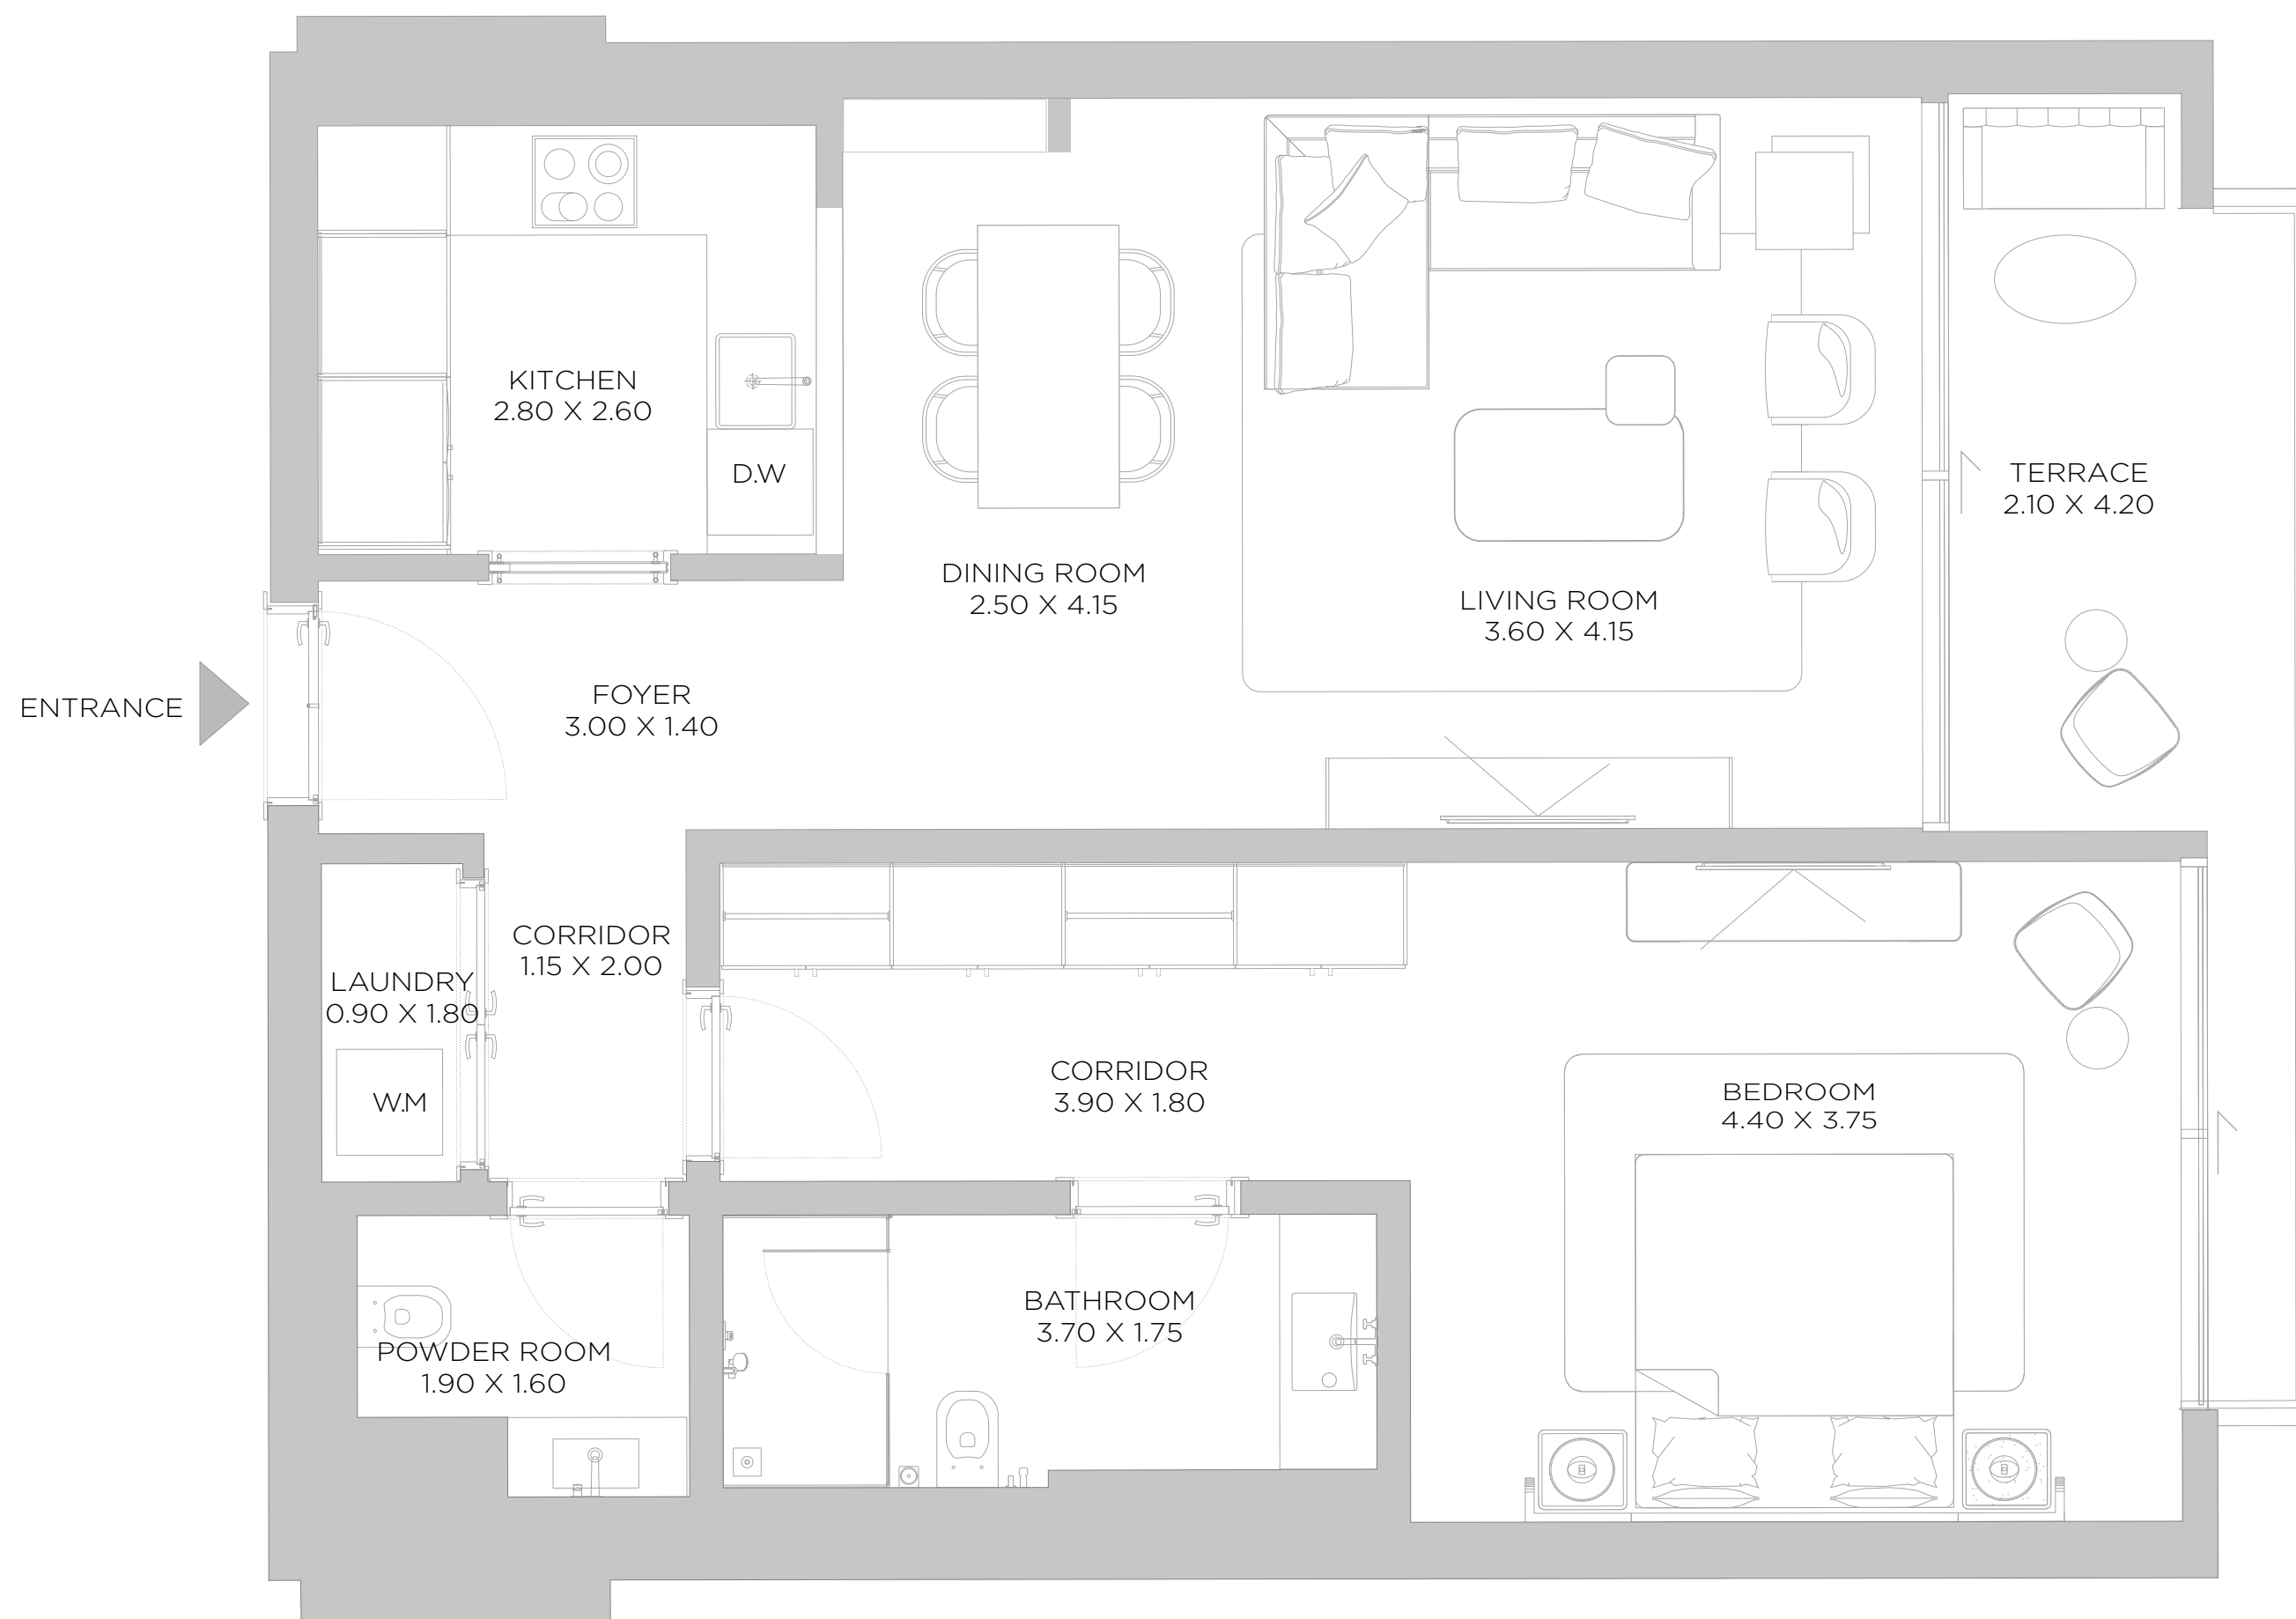 KITCHEN
2.80 X 2.60
D.W
TERRACE
2.10 X 4.20
DINING ROOM
2.50 X 4.15
LIVING ROOM
3.60 X 4.15
ENTRANCE
FOYER
3.00 X 1.40
CORRIDOR
1.15 X 2.00
LAUNDRY
0.90 X 1.80
W.M
CORRIDOR
3.90 X 1.80
BEDROOM
4.40 X 3.75
BATHROOM
3.70 X 1.75
POWDER ROOM
1.90 X 1.60